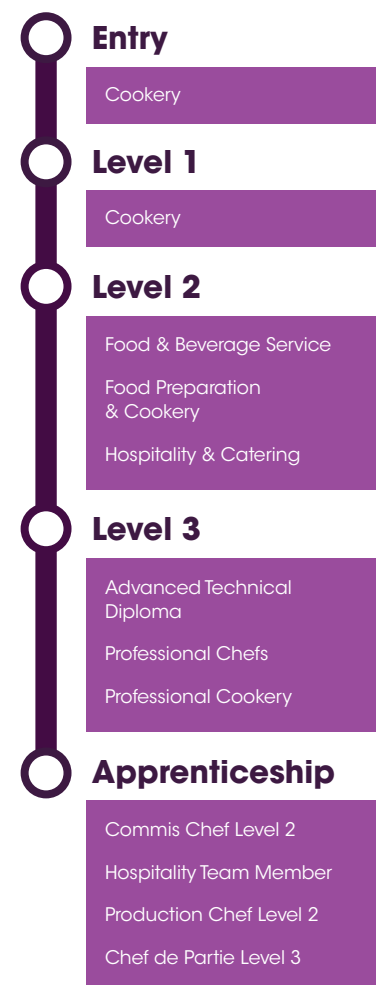 Entry
Cookery
Level 1
Cookery
Level 2
Food & Beverage Service
Food Preparation
& Cookery
Hospitality & Catering
Level 3
Advanced Technical
Diploma
Professional Chefs
Professional Cookery
Apprenticeship
Commis Chef Level 2
Hospitality Team Member
Production Chef Level 2
Chef de Partie Level 3